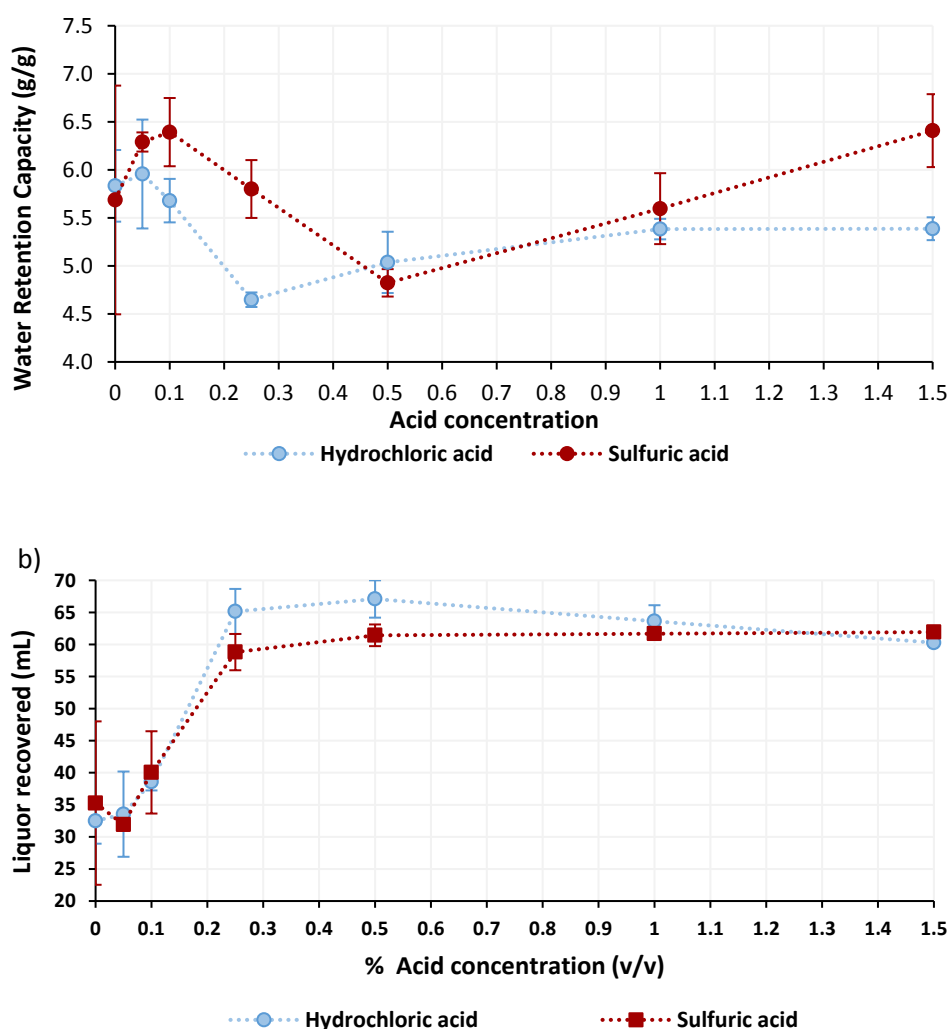 Water Retention Capacity (g/g)
7.5
7.0
6.5
6.0
5.5
5.0
4.5
4.0
0 0.1 0.2 0.3 0.4 0.5 0.6 0.7 0.8 0.9 1 1.1 1.2 1.3 1.4 1.5
Acid concentration
Hydrochloric acid Sulfuric acid
b)
Liquor recovered (mL)
70
65
60
55
50
45
40
35
30
25
20
0 0.1 0.2 0.3 0.4 0.5 0.6 0.7 0.8 0.9 1 1.1 1.2 1.3 1.4 1.5
% Acid concentration (v/v)
Hydrochloric acid Sulfuric acid